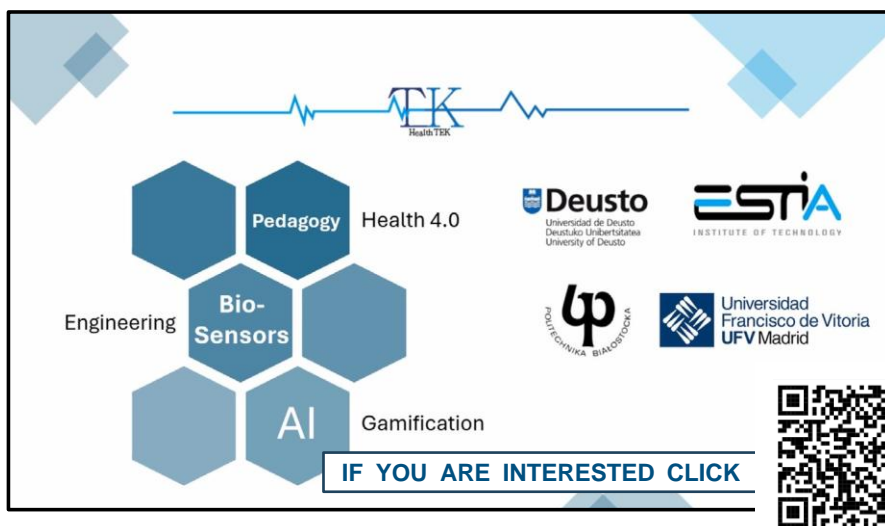 TK
Health TEK
Pedagogy
Health 4.0
Engineering
Bio-
Sensors
AI
Gamification
Deusto
Universidad de Deusto
Deustuko Unibertsitatea
University of Deusto
ESTIA
INSTITUTE OF TECHNOLOGY
POLITECHNIKA BIAŁOSTOCKA
Universidad
Francisco de Vitoria
UFV Madrid
IF YOU ARE INTERESTED CLICK